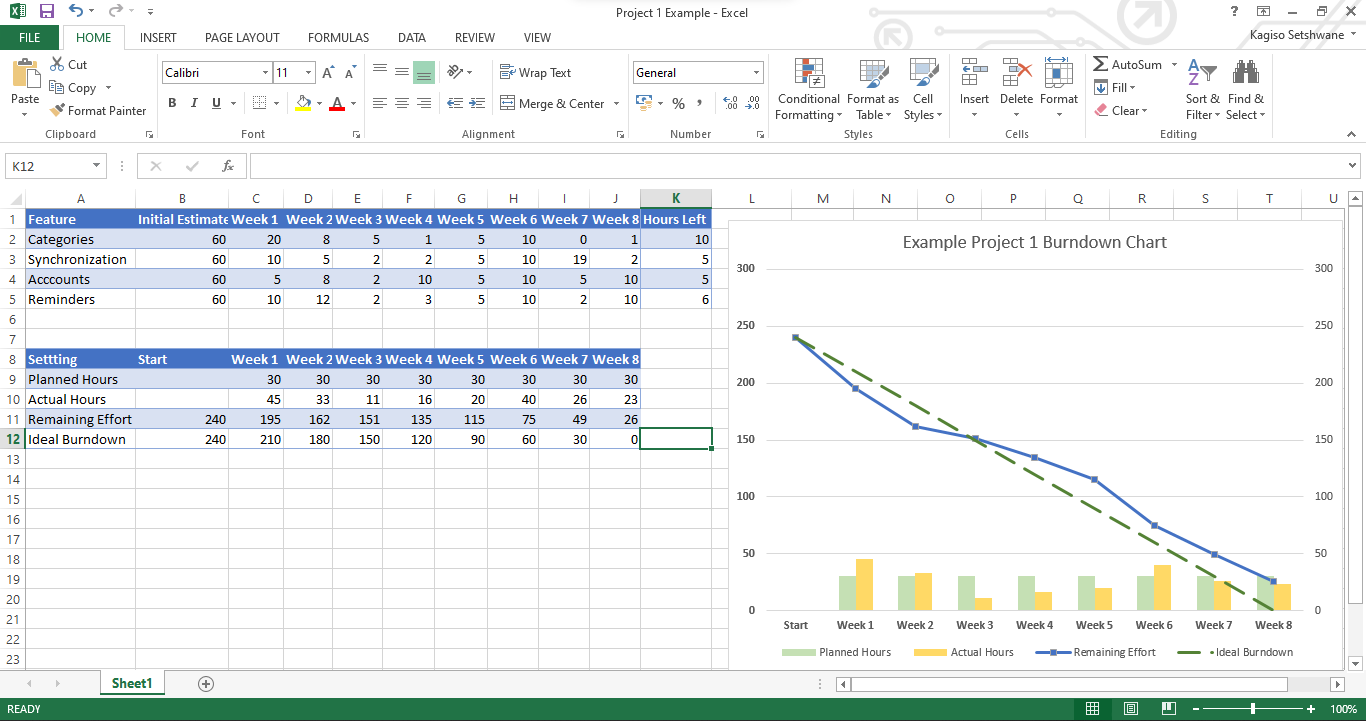 Project 1 Example - Excel
?
FILE HOME INSERT PAGE LAYOUT FORMULAS DATA REVIEW VIEW Kagiso Setshwane
Paste Cut Copy Format Painter Clipboard
Calibri 11 A A B I U A Font
Wrap Text Merge & Center Alignment
General % , .00 .00 Number
Conditional Formatting Format as Table Cell Styles Styles
Insert Delete Format Cells
AutoSum Fill Clear Sort & Filter Find & Select Editing
K12 fx
A B C D E F G H I J K L M N O P Q R S T U
1 Feature Initial Estimate Week 1 Week 2 Week 3 Week 4 Week 5 Week 6 Week 7 Week 8 Hours Left
2 Categories 60 20 8 5 1 5 10 0 1 10
3 Synchronization 60 10 5 2 2 5 10 19 2 5
4 Acccounts 60 5 8 2 10 5 10 5 10 5
5 Reminders 60 10 12 2 3 5 10 2 10 6
6
7
8 Settting Start Week 1 Week 2 Week 3 Week 4 Week 5 Week 6 Week 7 Week 8
9 Planned Hours 30 30 30 30 30 30 30 30
10 Actual Hours 45 33 11 16 20 40 26 23
11 Remaining Effort 240 195 162 151 135 115 75 49 26
12 Ideal Burndown 240 210 180 150 120 90 60 30 0
13
14
15
16
17
18
19
20
21
22
23
Example Project 1 Burndown Chart
300 300
250 250
200 200
150 150
100 100
50 50
0 0
Start Week 1 Week 2 Week 3 Week 4 Week 5 Week 6 Week 7 Week 8
Planned Hours Actual Hours Remaining Effort Ideal Burndown
Sheet1
READY 100%